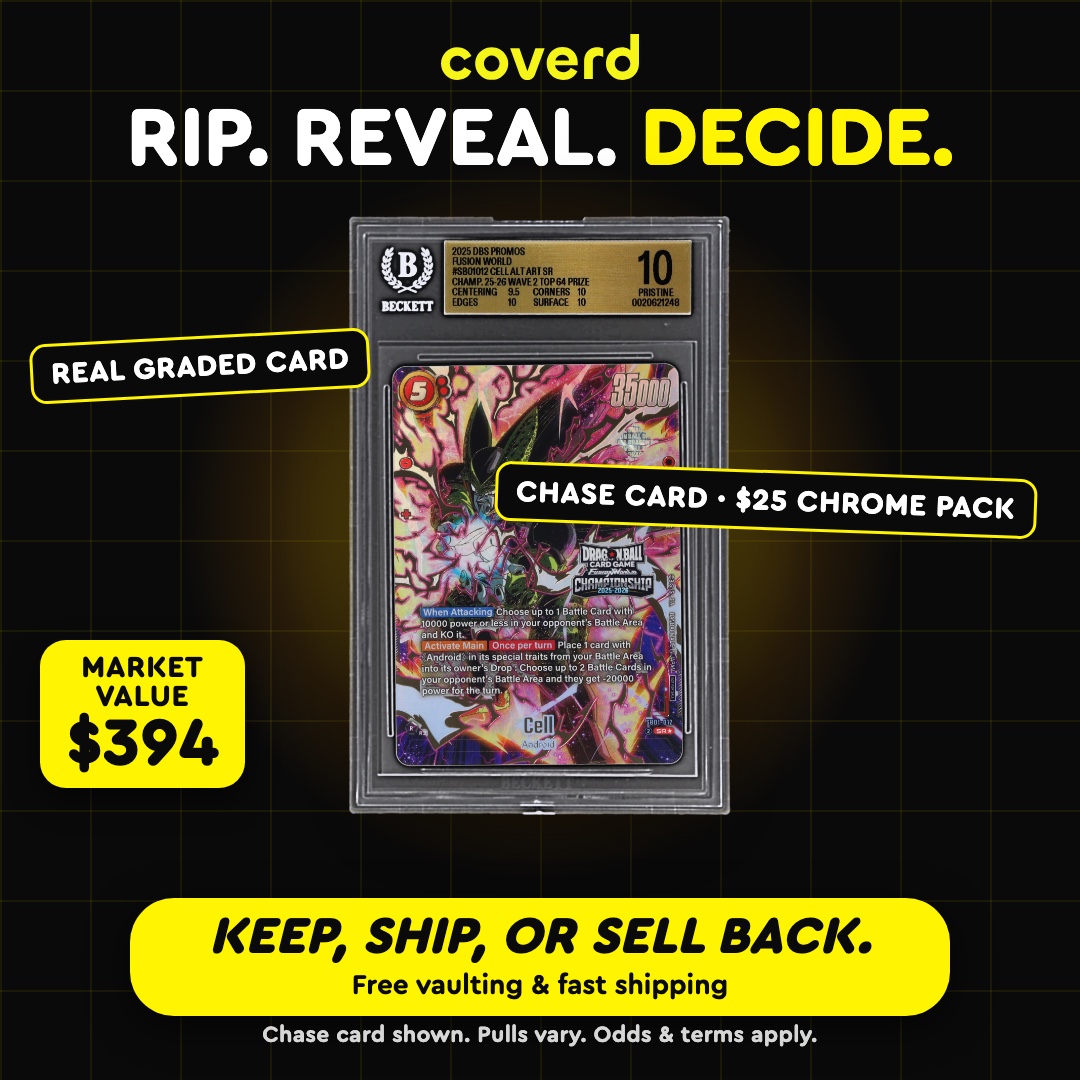 coverd
RIP. REVEAL. DECIDE.
2025 DBS PROMOS
FUSION WORLD
#SB01012 CELL ALT ART SR
CHAMP. 25-26 WAVE 2 TOP 64 PRIZE
CENTERING 9.5 CORNERS 10
EDGES 10 SURFACE 10
10
PRISTINE
0020621248
B
BECKETT
REAL GRADED CARD
5
35000
CHASE CARD · $25 CHROME PACK
DRAGON BALL
CARD GAME
Fusion World
CHAMPIONSHIP
2025-2026
When Attacking Choose up to 1 Battle Card with
10000 power or less in your opponent's Battle Area
and KO it.
Activate Main Once per turn Place 1 card with
Android in its special traits from your Battle Area
into its owner's Drop: Choose up to 2 Battle Cards in
your opponent's Battle Area and they get -20000
power for the turn.
Cell
Android
SB01-012
SR★
BECKETT
MARKET
VALUE
$394
KEEP, SHIP, OR SELL BACK.
Free vaulting & fast shipping
Chase card shown. Pulls vary. Odds & terms apply.